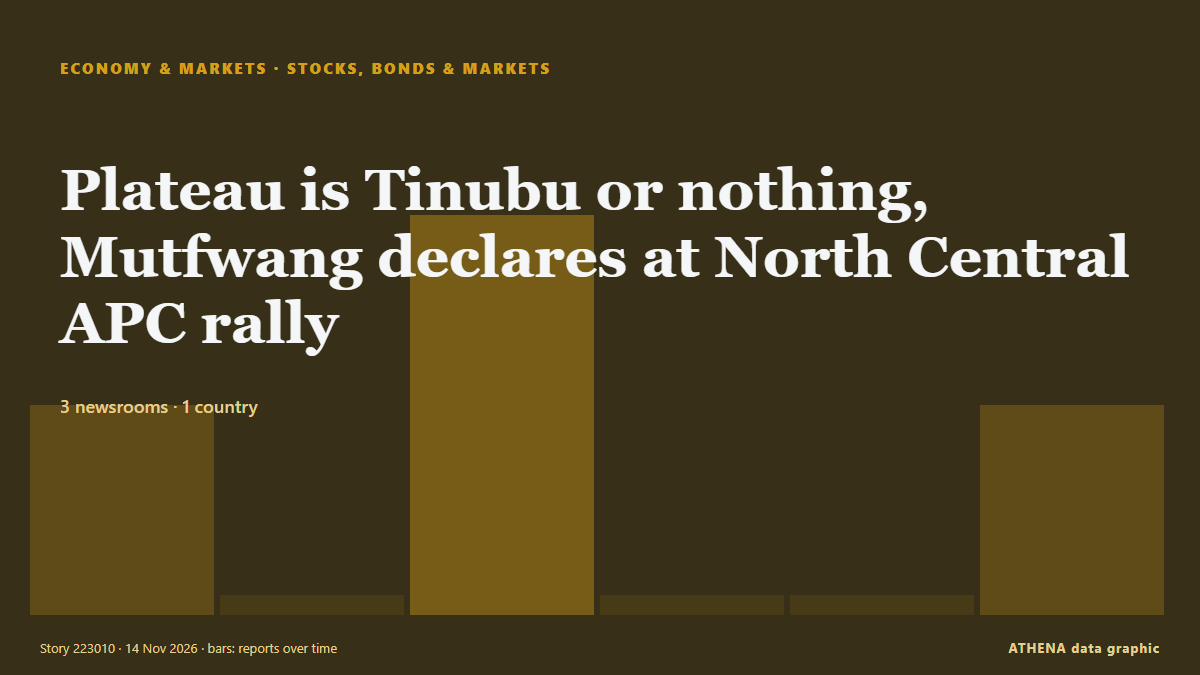 ECONOMY & MARKETS · STOCKS, BONDS & MARKETS
Plateau is Tinubu or nothing,
Mutfwang declares at North Central
APC rally
3 newsrooms · 1 country
Story 223010 · 14 Nov 2026 · bars: reports over time
ATHENA data graphic